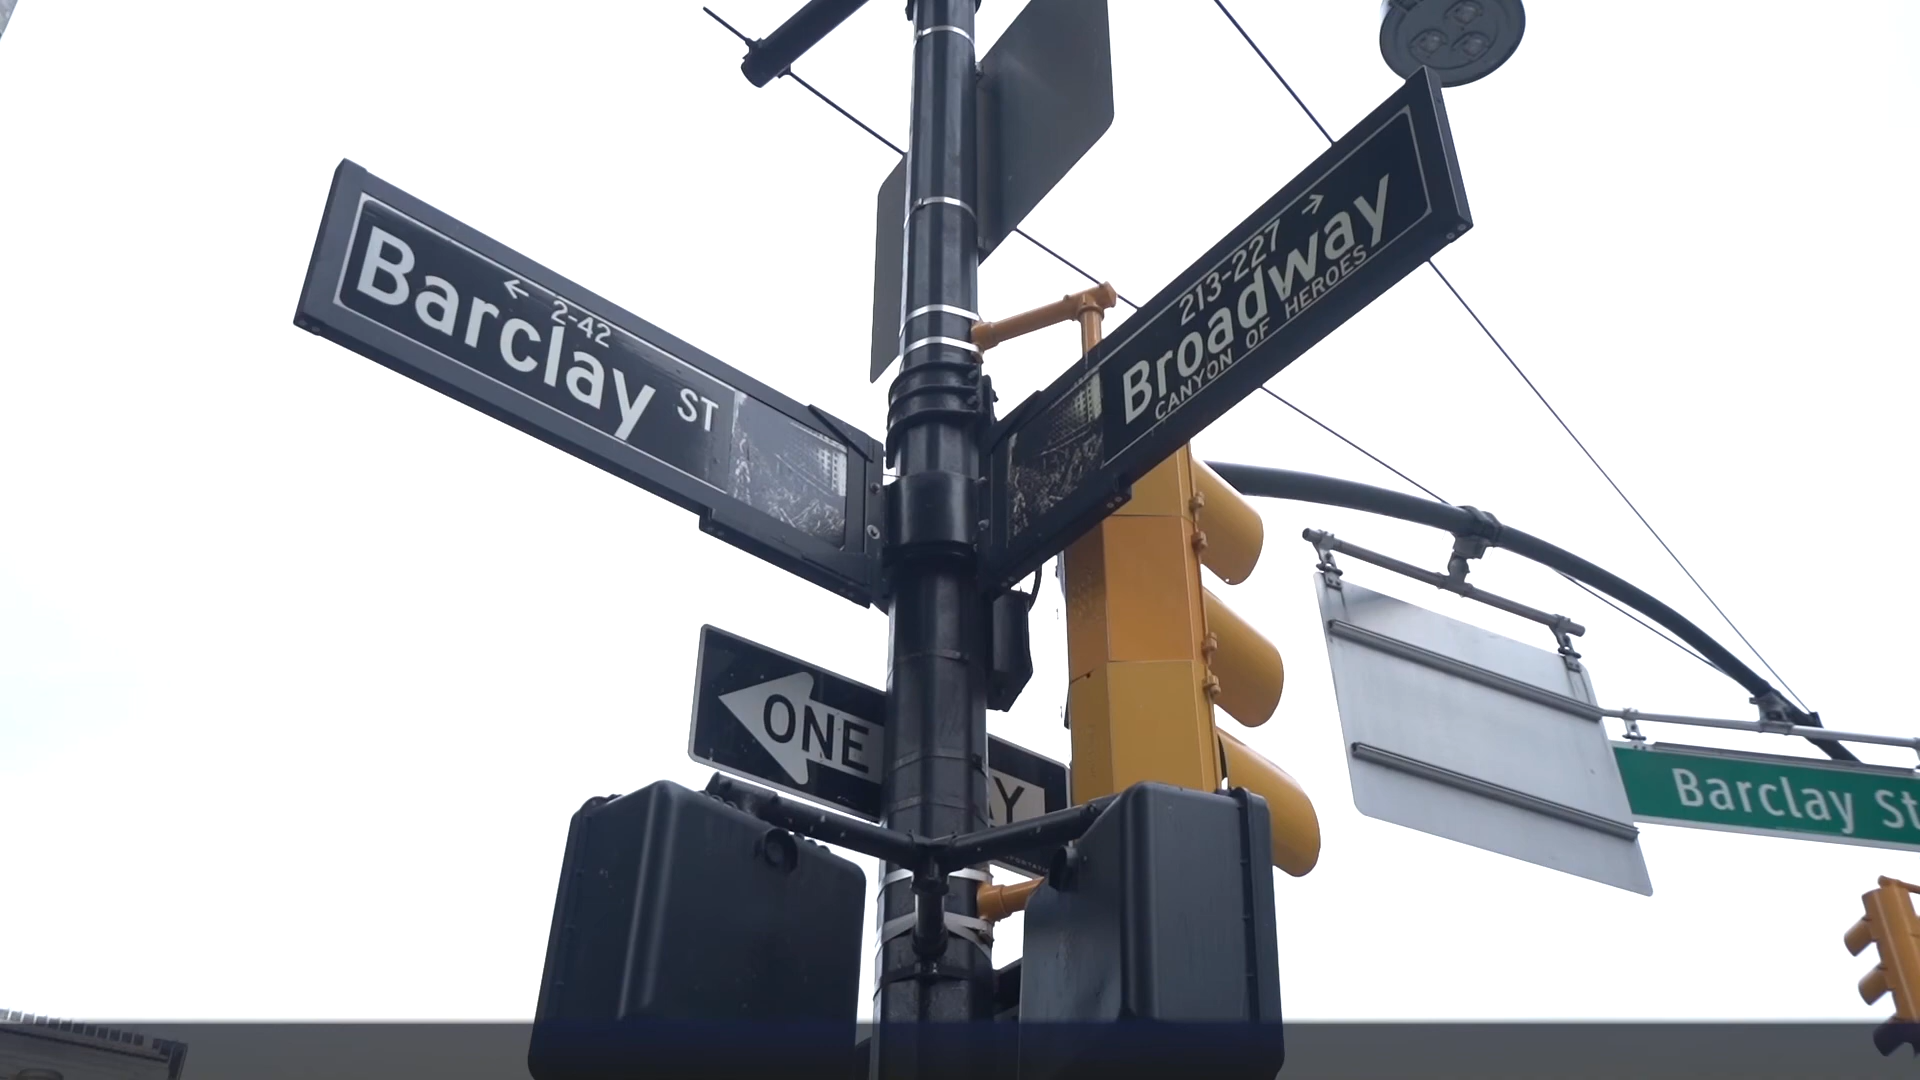 ← 2-42
Barclay ST
213-227 →
Broadway
CANYON OF HEROES
ONE
Barclay St